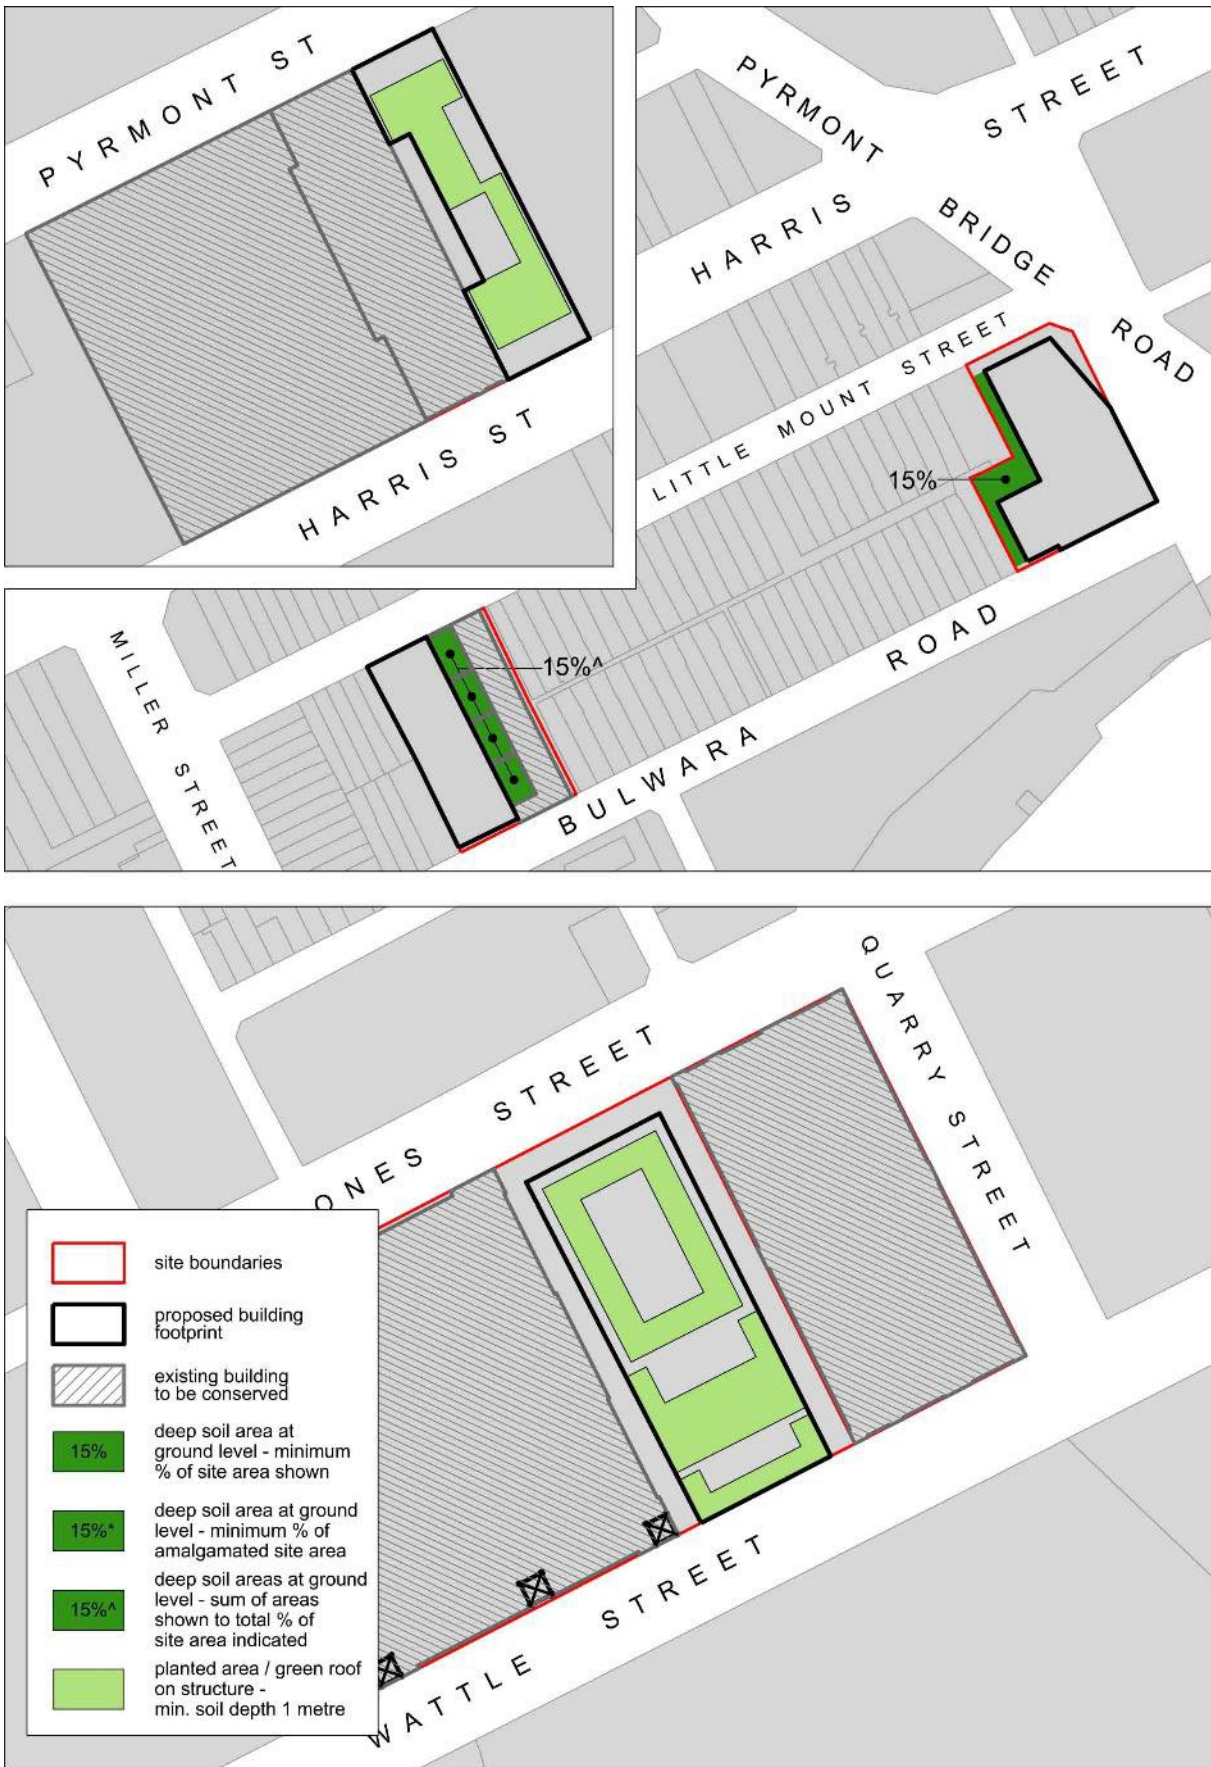 PYRMONT ST
HARRIS ST
PYRMONT
BRIDGE
ROAD
HARRIS STREET
LITTLE MOUNT STREET
15%
MILLER STREET
15%^
BULWARA ROAD
QUARRY STREET
ONES STREET
WATTLE STREET
site boundaries
proposed building
footprint
existing building
to be conserved
15%
deep soil area at
ground level - minimum
% of site area shown
15%*
deep soil area at ground
level - minimum % of
amalgamated site area
15%^
deep soil areas at ground
level - sum of areas
shown to total % of
site area indicated
planted area / green roof
on structure -
min. soil depth 1 metre